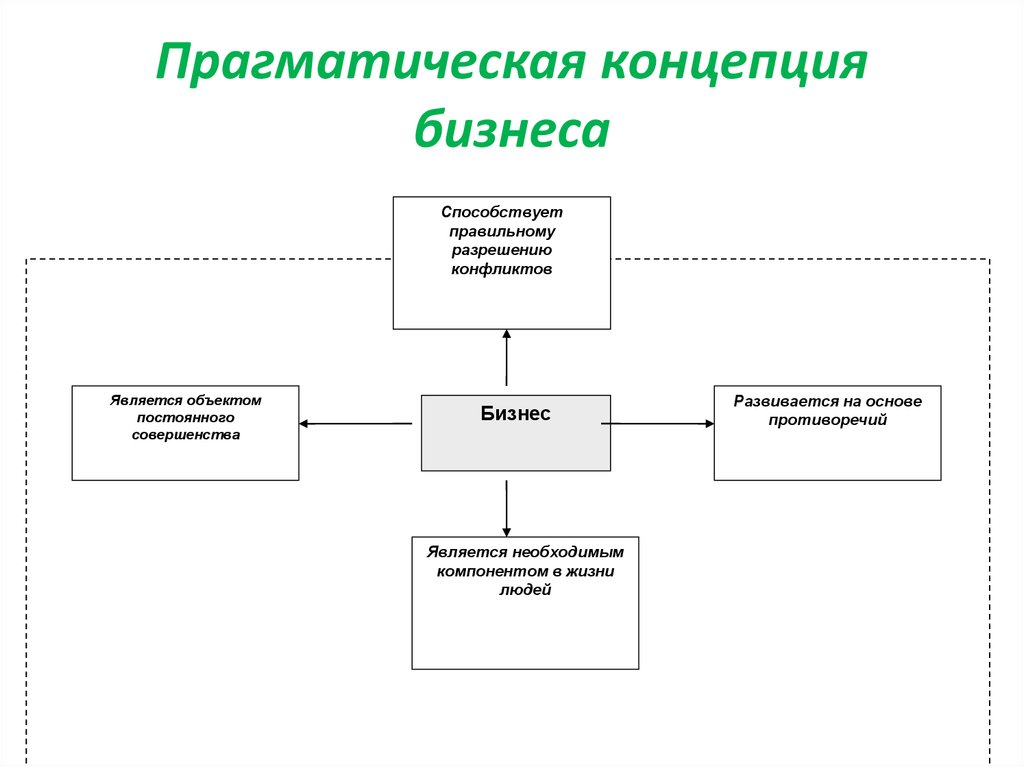 Прагматическая концепция
бизнеса
Способствует
правильному
разрешению
конфликтов
Является объектом
постоянного
совершенства
Бизнес
Развивается на основе
противоречий
Является необходимым
компонентом в жизни
людей